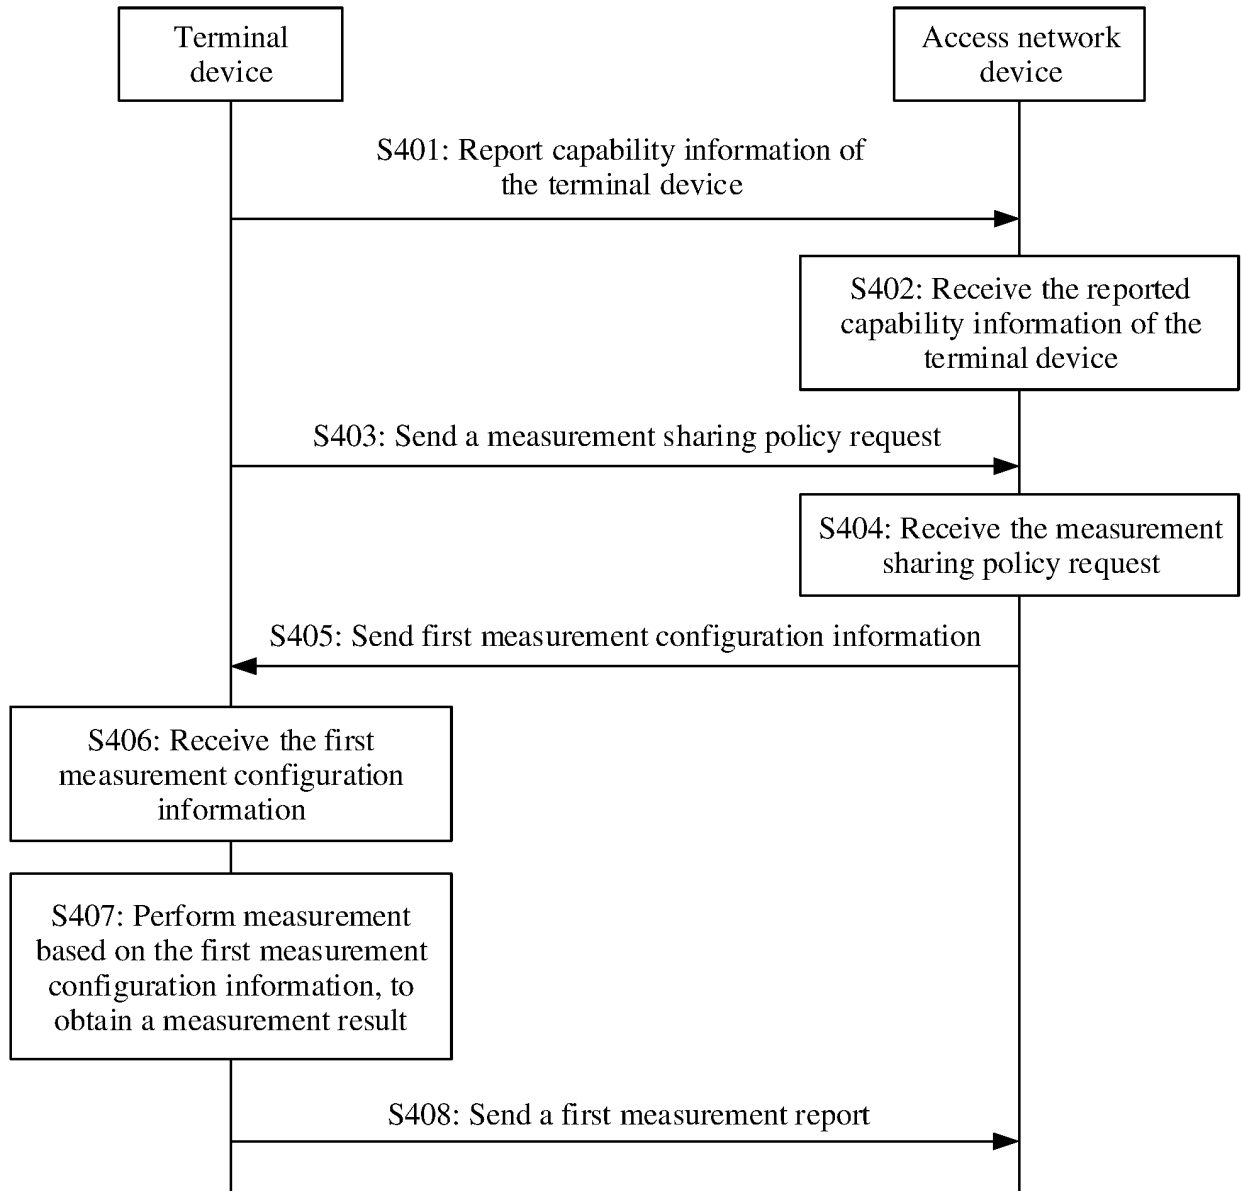 Terminal
device
Access network
device
S401: Report capability information of
the terminal device
S402: Receive the reported
capability information of the
terminal device
S403: Send a measurement sharing policy request
S404: Receive the measurement
sharing policy request
S405: Send first measurement configuration information
S406: Receive the first
measurement configuration
information
S407: Perform measurement
based on the first measurement
configuration information, to
obtain a measurement result
S408: Send a first measurement report